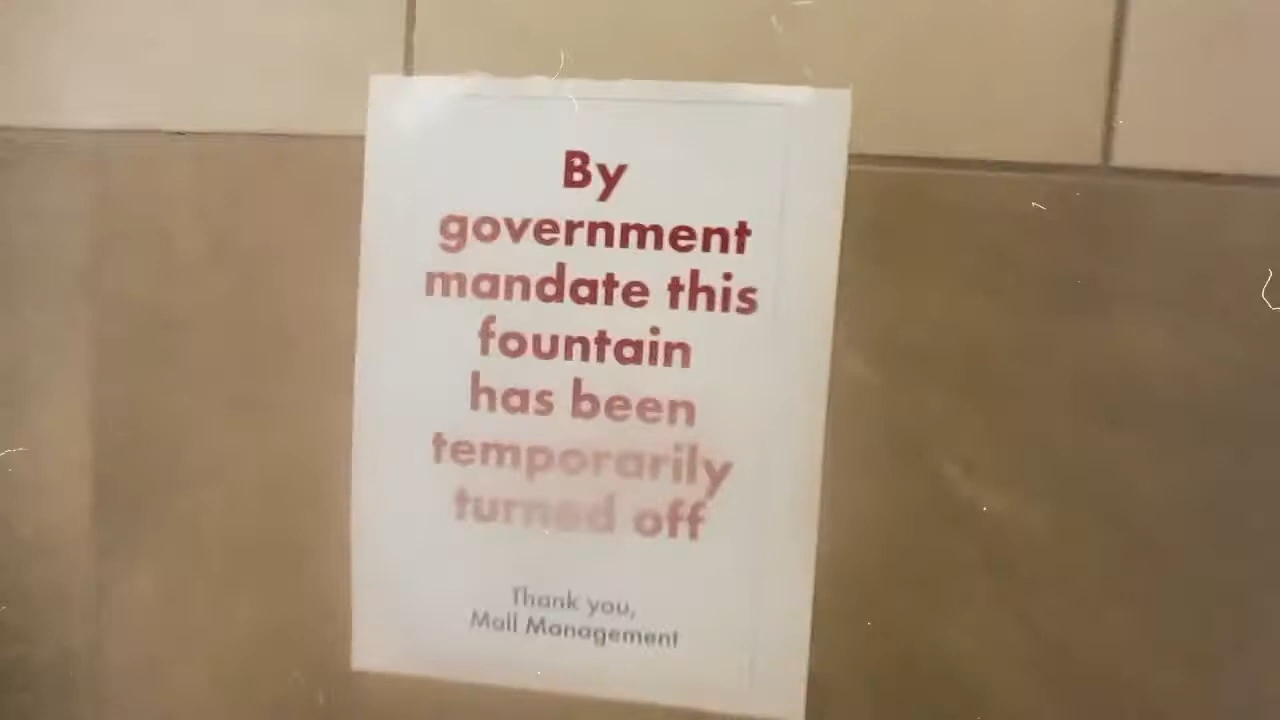 By
government
mandate this
fountain
has been
temporarily
turned off
Thank you,
Mall Management